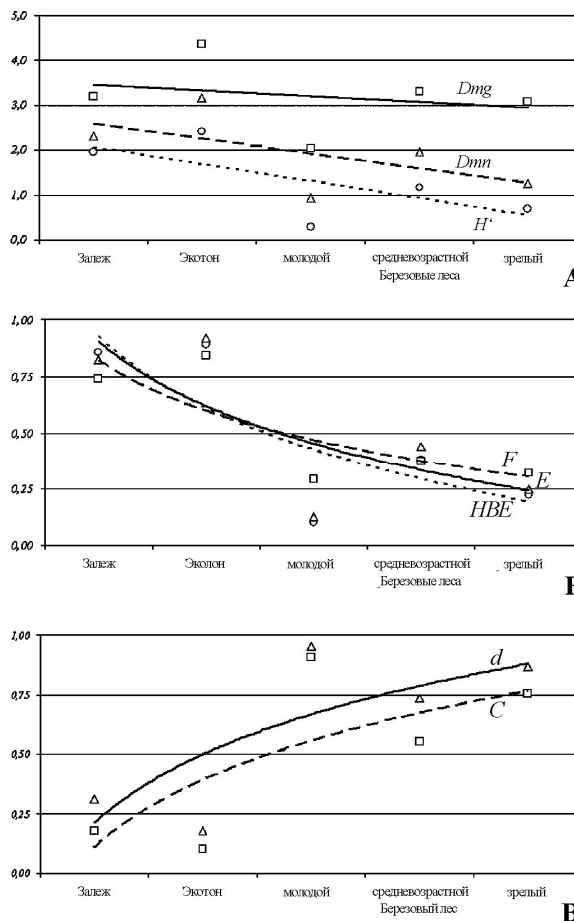 5,0
4,0
3,0
2,0
1,0
0,0
Dmg
Dmn
H'
Залеж
Экотон
молодой
средневозрастной
зрелый
Березовые леса
А
1,00
0,75
0,50
0,25
0,00
F
E
HBE
Залеж
Эколон
молодой
средневозрастной
зрелый
Березовые леса
1,00
0,75
0,50
0,25
0,00
d
C
Залеж
Экотон
молодой
средневозрастной
зрелый
Березовый лес